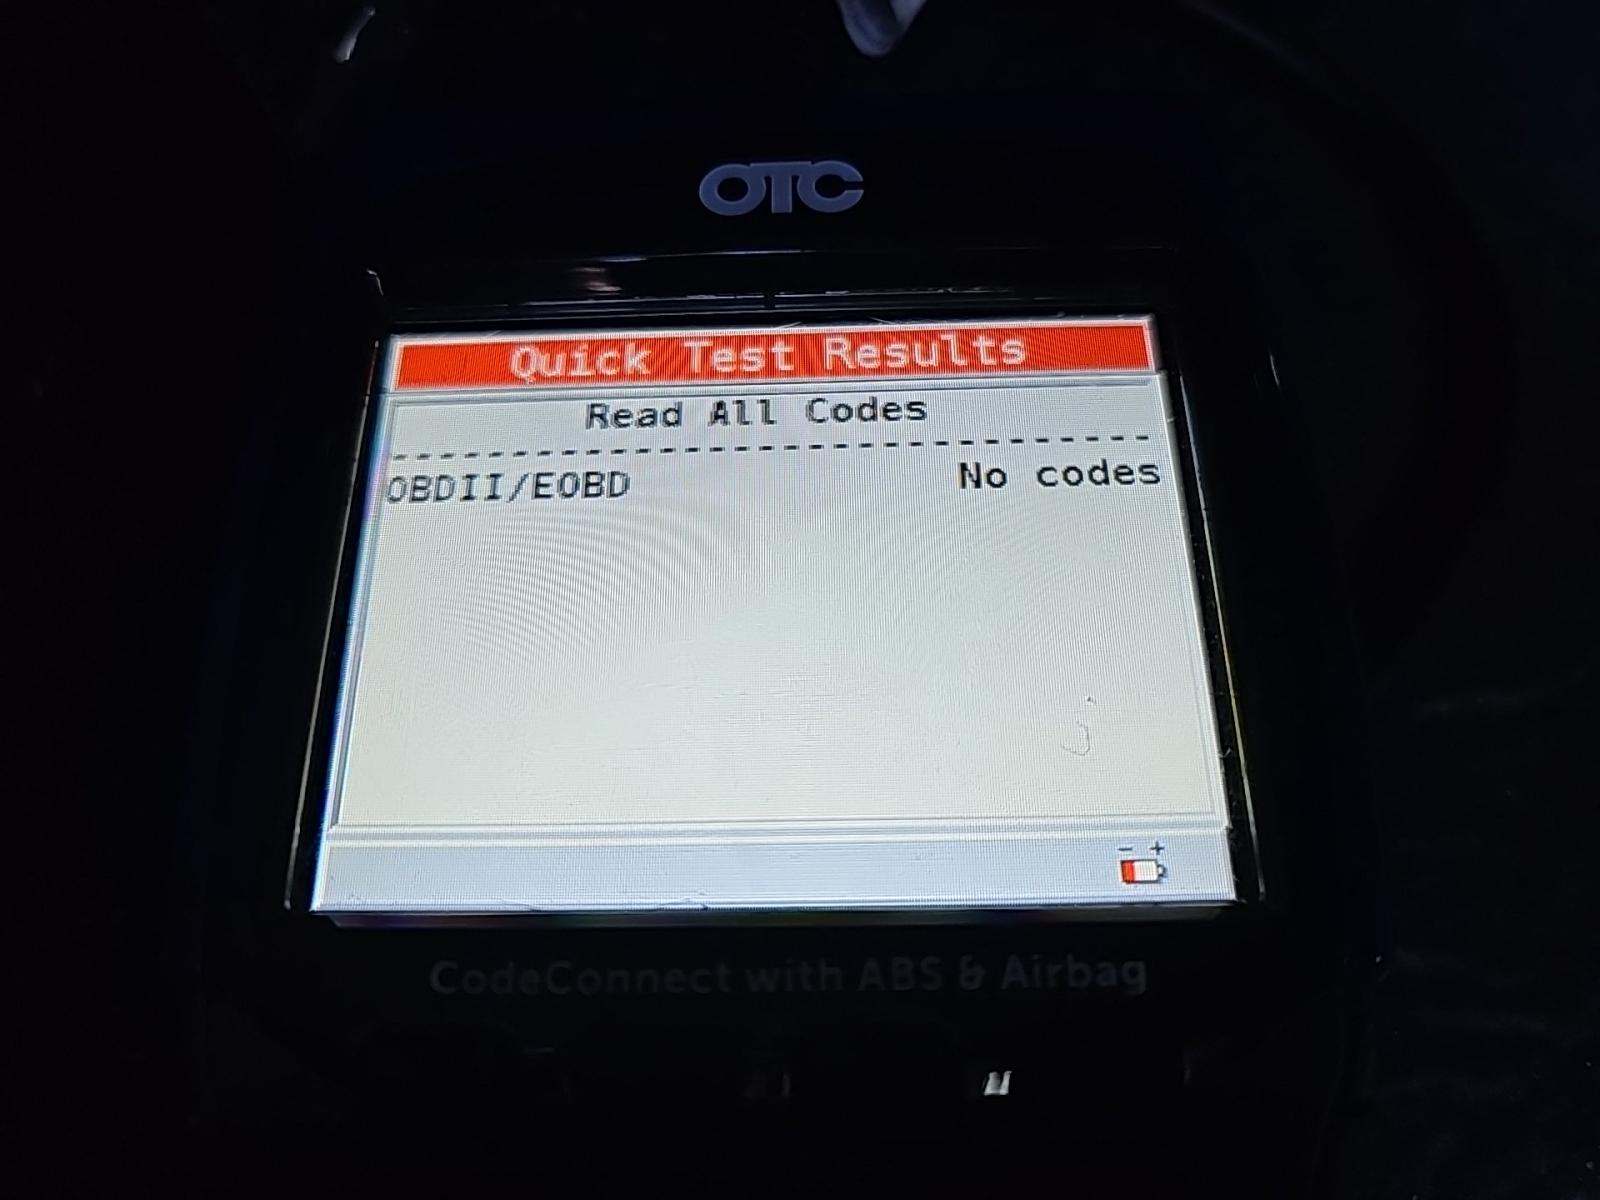 OTC
Quick Test Results
Read All Codes
OBDII/EOBD No codes
- +
CodeConnect with ABS & Airbag